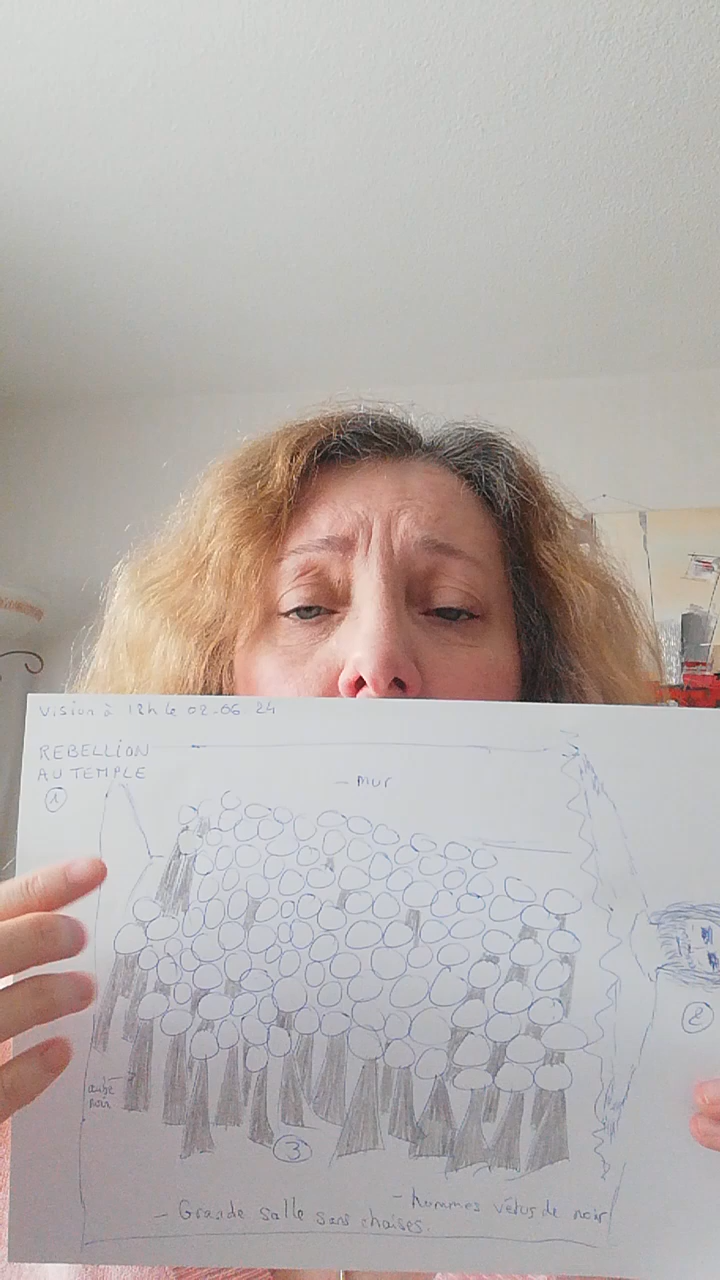 Vision à 12h le 02-06 24
REBELLION
AU TEMPLE
1
- mur
2
aube
noir
3
- hommes vêtus de noir
- Grande salle sans chaises.